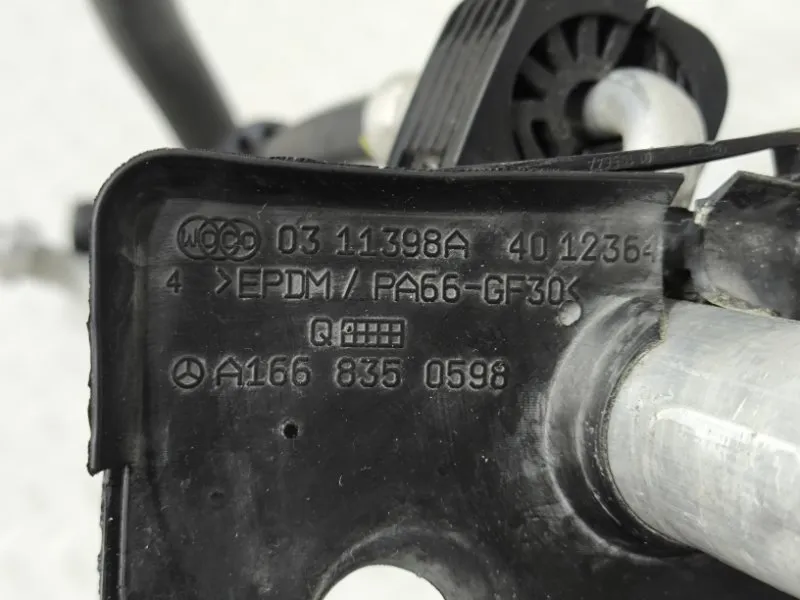 WOCO 03 11398A 4012364
4 >EPDM/PA66-GF30<
Q
A166 835 0598